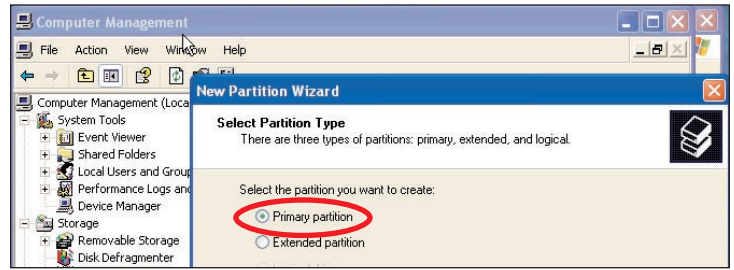 Computer Management
File Action View Window Help
Computer Management (Loca
System Tools
Event Viewer
Shared Folders
Local Users and Group
Performance Logs and
Device Manager
Storage
Removable Storage
Disk Defragmenter
New Partition Wizard
Select Partition Type
There are three types of partitions: primary, extended, and logical.
Select the partition you want to create:
Primary partition
Extended partition